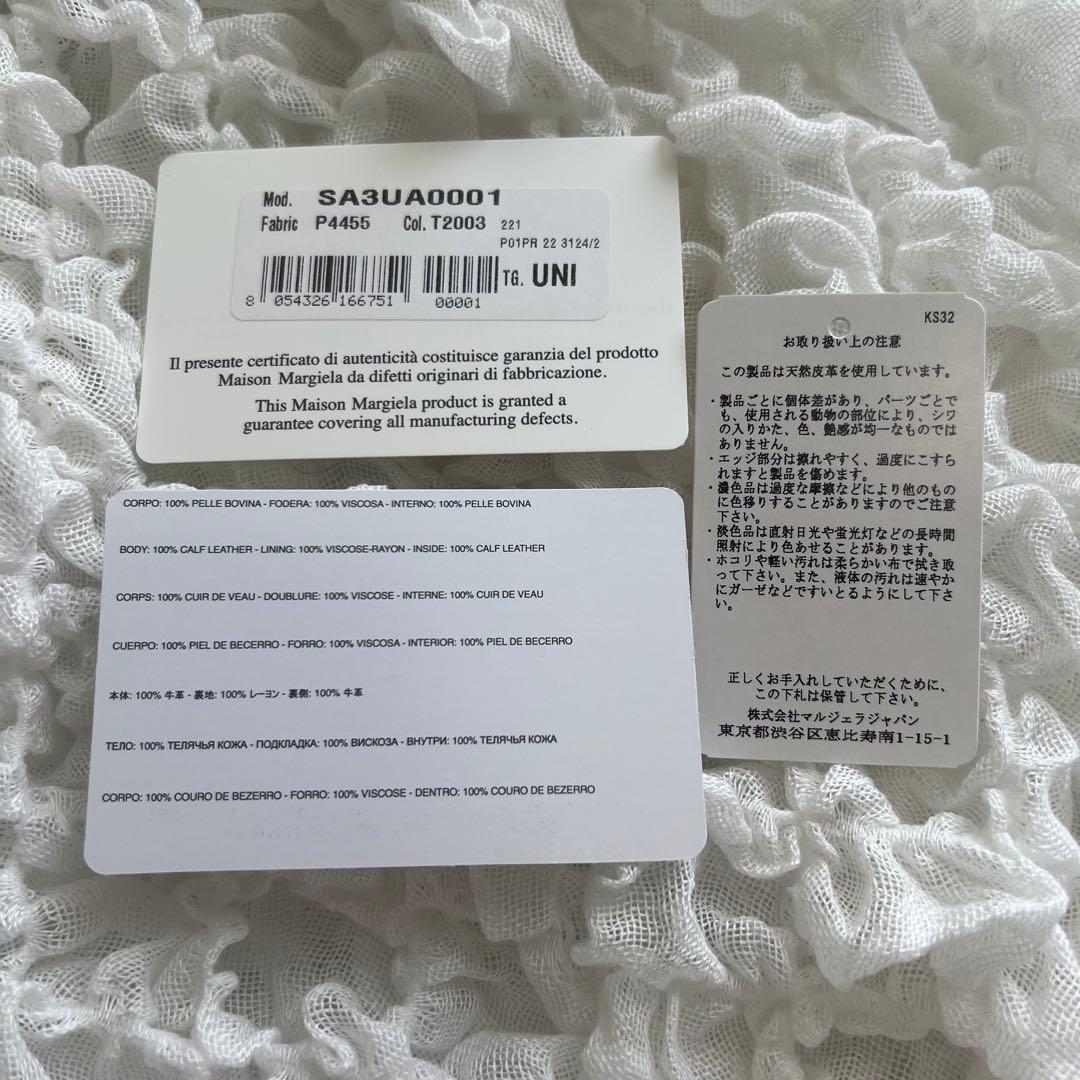 Mod. SA3UA0001
Fabric P4455 Col. T2003 221
P01PR 22 3124/2
TG. UNI
8 054326 166751 00001
Il presente certificato di autenticità costituisce garanzia del prodotto
Maison Margiela da difetti originari di fabbricazione.
This Maison Margiela product is granted a
guarantee covering all manufacturing defects.
CORPO: 100% PELLE BOVINA - FODERA: 100% VISCOSA - INTERNO: 100% PELLE BOVINA
BODY: 100% CALF LEATHER - LINING: 100% VISCOSE-RAYON - INSIDE: 100% CALF LEATHER
CORPS: 100% CUIR DE VEAU - DOUBLURE: 100% VISCOSE - INTERNE: 100% CUIR DE VEAU
CUERPO: 100% PIEL DE BECERRO - FORRO: 100% VISCOSA - INTERIOR: 100% PIEL DE BECERRO
本体: 100% 牛革 - 裏地: 100% レーヨン - 裏側: 100% 牛革
ТЕЛО: 100% ТЕЛЯЧЬЯ КОЖА - ПОДКЛАДКА: 100% ВИСКОЗА - ВНУТРИ: 100% ТЕЛЯЧЬЯ КОЖА
CORPO: 100% COURO DE BEZERRO - FORRO: 100% VISCOSE - DENTRO: 100% COURO DE BEZERRO
KS32
お取り扱い上の注意
この製品は天然皮革を使用しています。
・製品ごとに個体差があり、パーツごとで
も、使用される動物の部位により、シワ
の入りかた、色、艶感が均一なものでは
ありません。
・エッジ部分は擦れやすく、過度にこすら
れますと製品を傷めます。
・濃色品は過度な摩擦などにより他のもの
に色移りすることがありますのでご注意
下さい。
・淡色品は直射日光や蛍光灯などの長時間
照射により色あせることがあります。
・ホコリや軽い汚れは柔らかい布で拭き取
って下さい。また、液体の汚れは速やか
にガーゼなどですいとるようにして下さ
い。
正しくお手入れしていただくために、
この下札は保管して下さい。
株式会社マルジェラジャパン
東京都渋谷区恵比寿南1-15-1